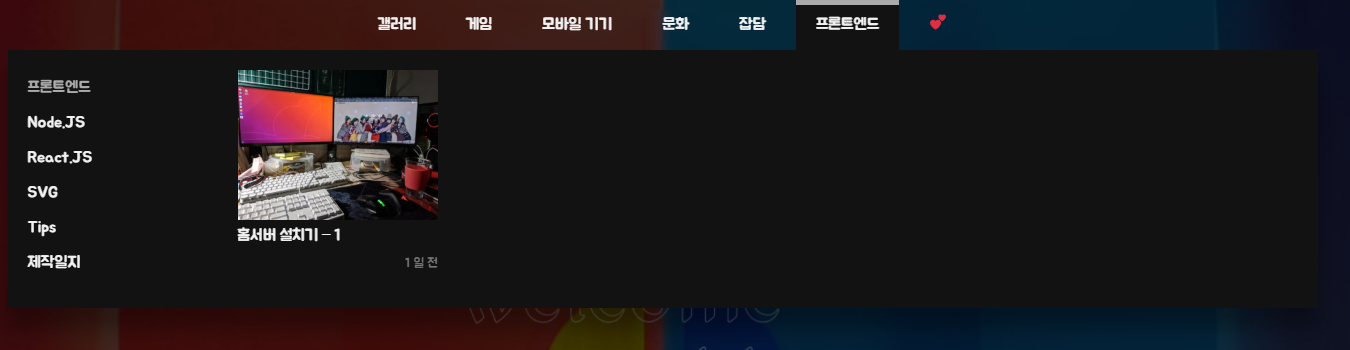 갤러리 게임 모바일 기기 문화 잡담 프론트엔드 💕
프론트엔드
Node.JS
React.JS
SVG
Tips
제작일지
홈서버 설치기 – 1
1 일 전
welcome